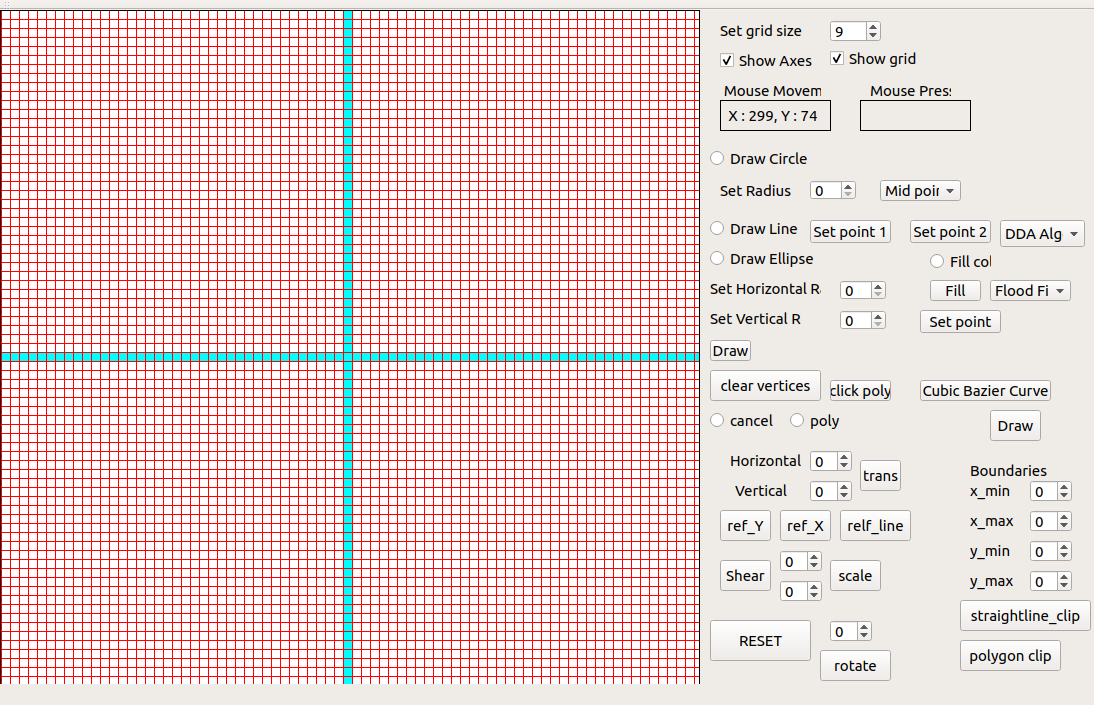 Set grid size 9
Show Axes Show grid
Mouse Movem Mouse Pres
X : 299, Y : 74
Draw Circle
Set Radius 0 Mid poir
Draw Line Set point 1 Set point 2 DDA Alg
Draw Ellipse Fill col
Set Horizontal R 0 Fill Flood Fi
Set Vertical R 0 Set point
Draw
clear vertices click poly Cubic Bazier Curve
cancel poly Draw
Horizontal 0 trans
Vertical 0
Boundaries
x_min 0
x_max 0
y_min 0
y_max 0
ref_Y ref_X relf_line
Shear 0 0 scale
straightline_clip
RESET 0
rotate
polygon clip